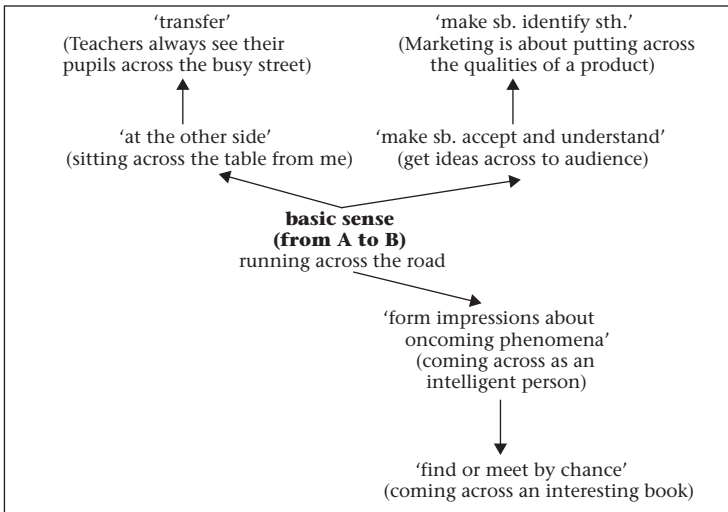 ‘transfer’
(Teachers always see their
pupils across the busy street)
‘make sb. identify sth.’
(Marketing is about putting across
the qualities of a product)
‘at the other side’
(sitting across the table from me)
‘make sb. accept and understand’
(get ideas across to audience)
basic sense
(from A to B)
running across the road
‘form impressions about
oncoming phenomena’
(coming across as an
intelligent person)
‘find or meet by chance’
(coming across an interesting book)